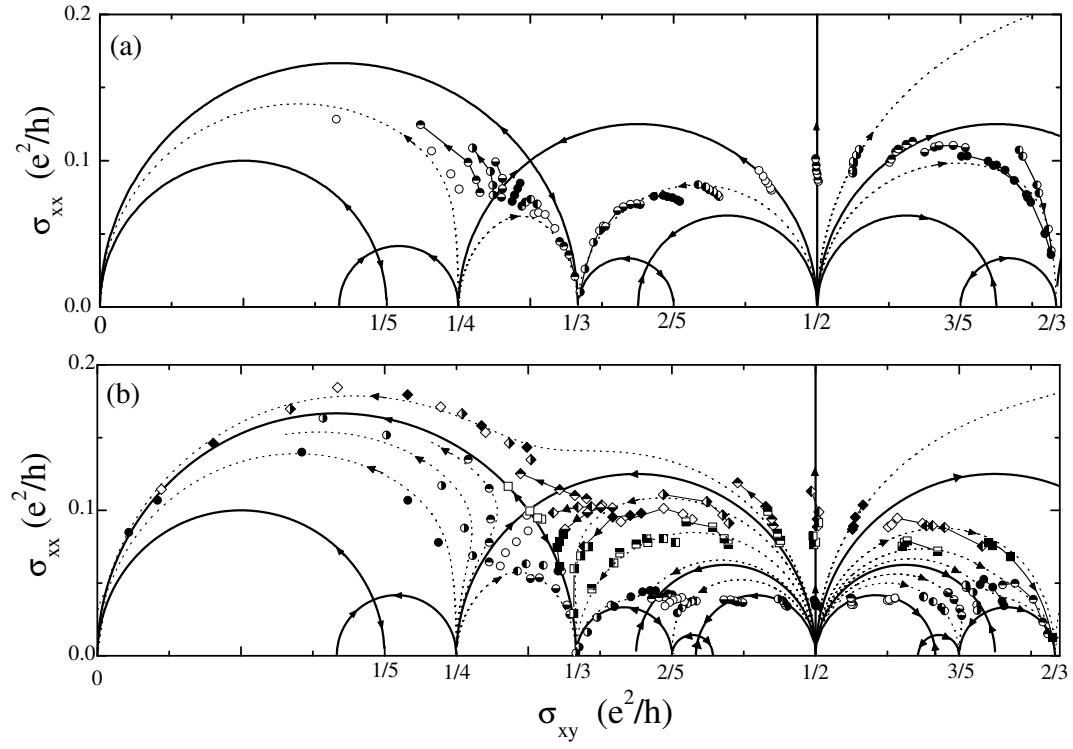 0.2
(a)
0.1
0.0
σxx (e²/h)
0 1/5 1/4 1/3 2/5 1/2 3/5 2/3
0.2
(b)
0.1
0.0
σxx (e²/h)
0 1/5 1/4 1/3 2/5 1/2 3/5 2/3
σxy (e²/h)